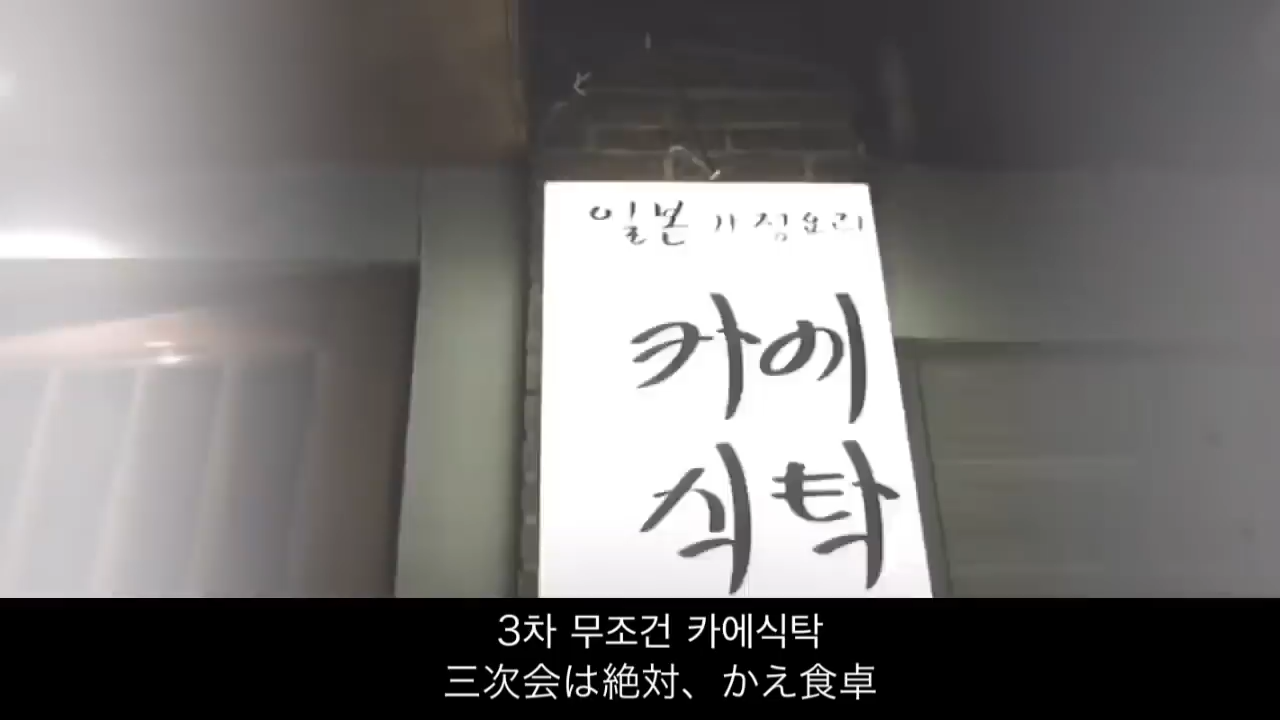 일본 가정요리
카에
식탁
3차 무조건 카에식탁
三次会は絶対、かえ食卓